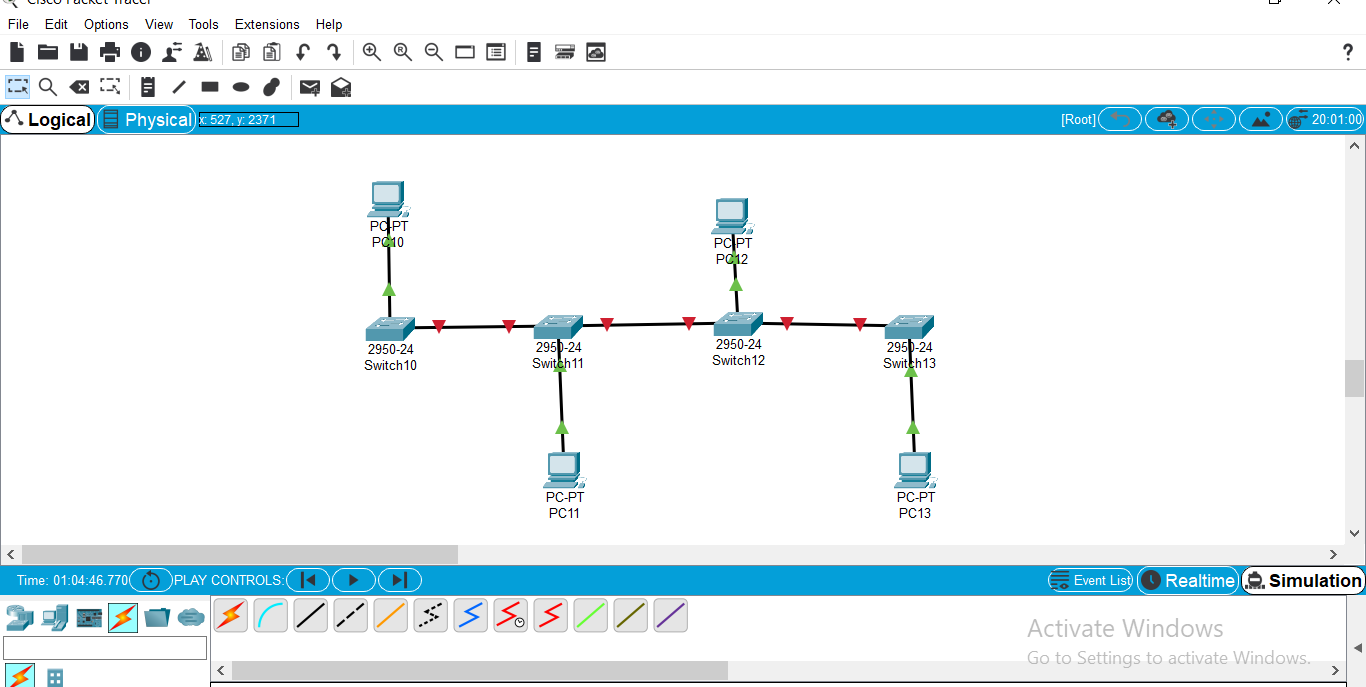 Cisco Packet Tracer
File Edit Options View Tools Extensions Help
?
Logical Physical x: 527, y: 2371 [Root] 20:01:00
PC-PT
PC10
PC-PT
PC12
2950-24
Switch10
2950-24
Switch11
2950-24
Switch12
2950-24
Switch13
PC-PT
PC11
PC-PT
PC13
Time: 01:04:46.770 PLAY CONTROLS: Event List Realtime Simulation
Activate Windows
Go to Settings to activate Windows.